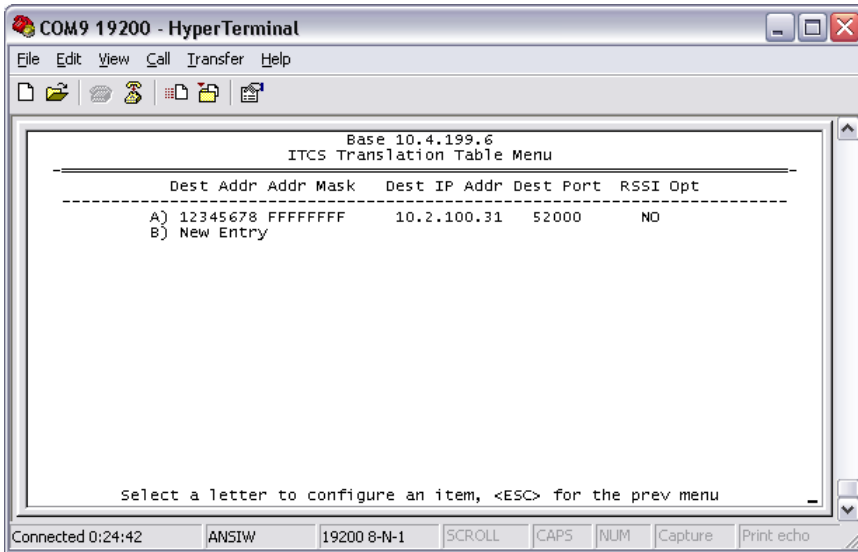 COM9 19200 - HyperTerminal
File Edit View Call Transfer Help
Base 10.4.199.6
ITCS Translation Table Menu
Dest Addr Addr Mask Dest IP Addr Dest Port RSSI Opt
A) 12345678 FFFFFFFF 10.2.100.31 52000 NO
B) New Entry
Select a letter to configure an item, <ESC> for the prev menu
Connected 0:24:42 ANSIW 19200 8-N-1 SCROLL CAPS NUM Capture Print echo